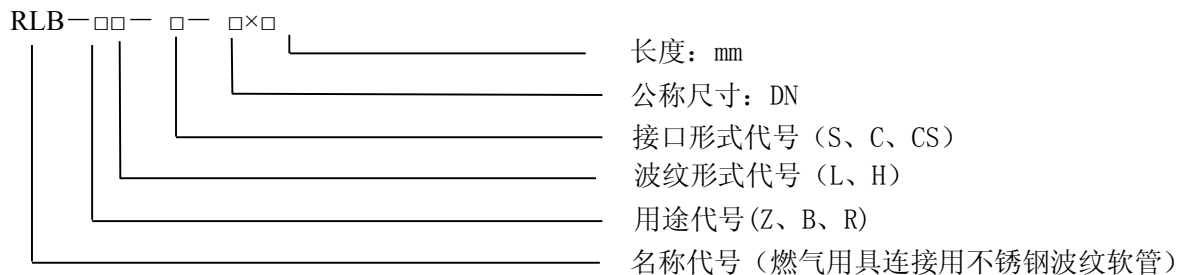 RLB－□□－ □－ □×□
长度：mm
公称尺寸：DN
接口形式代号（S、C、CS）
波纹形式代号（L、H）
用途代号(Z、B、R)
名称代号（燃气用具连接用不锈钢波纹软管）